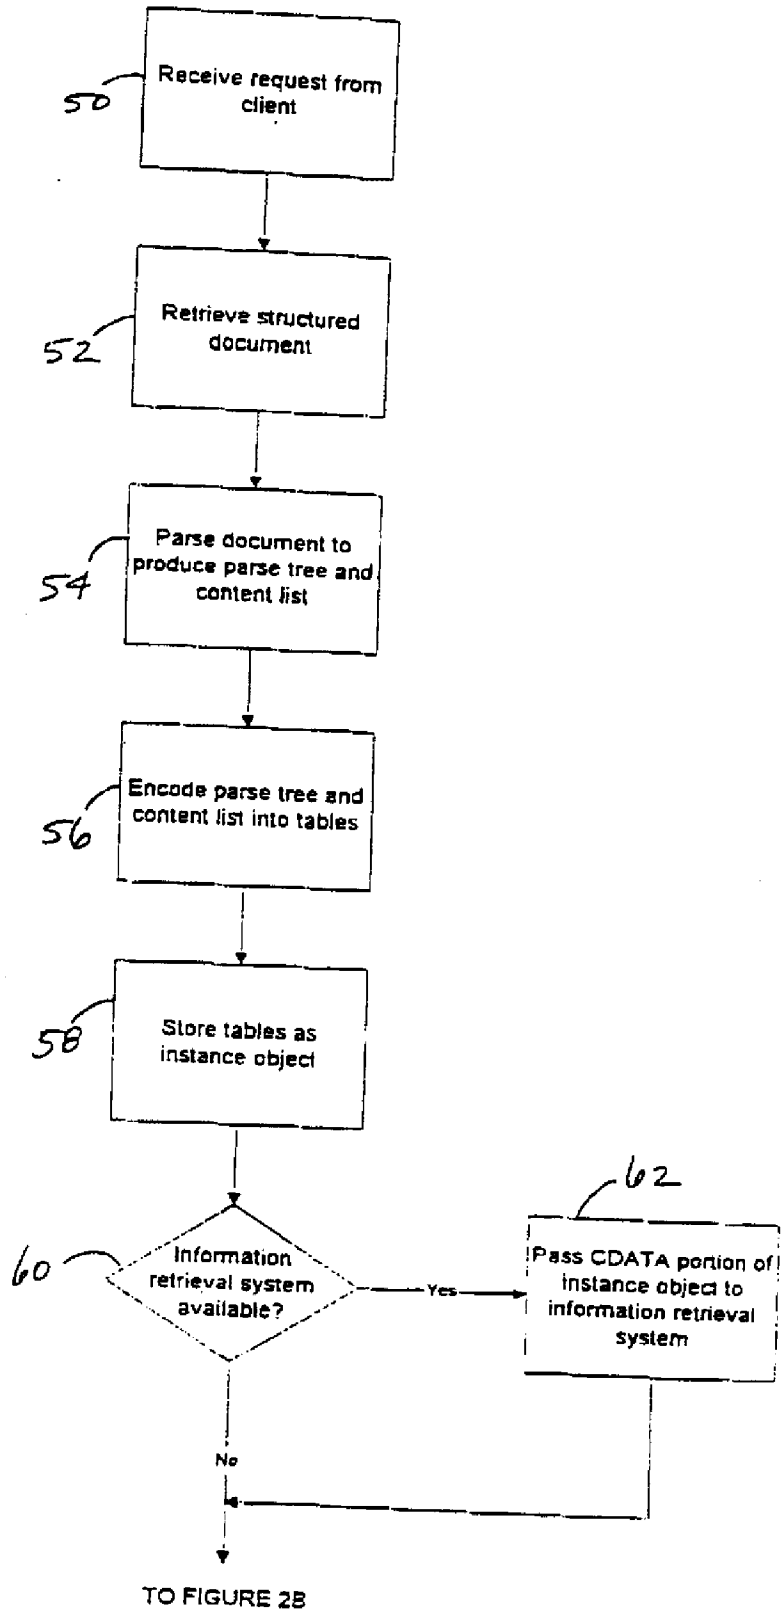 50
Receive request from
client
52
Retrieve structured
document
54
Parse document to
produce parse tree and
content list
56
Encode parse tree and
content list into tables
58
Store tables as
instance object
60
Information
retrieval system
available?
Yes
62
Pass CDATA portion of
instance object to
information retrieval
system
No
TO FIGURE 2B